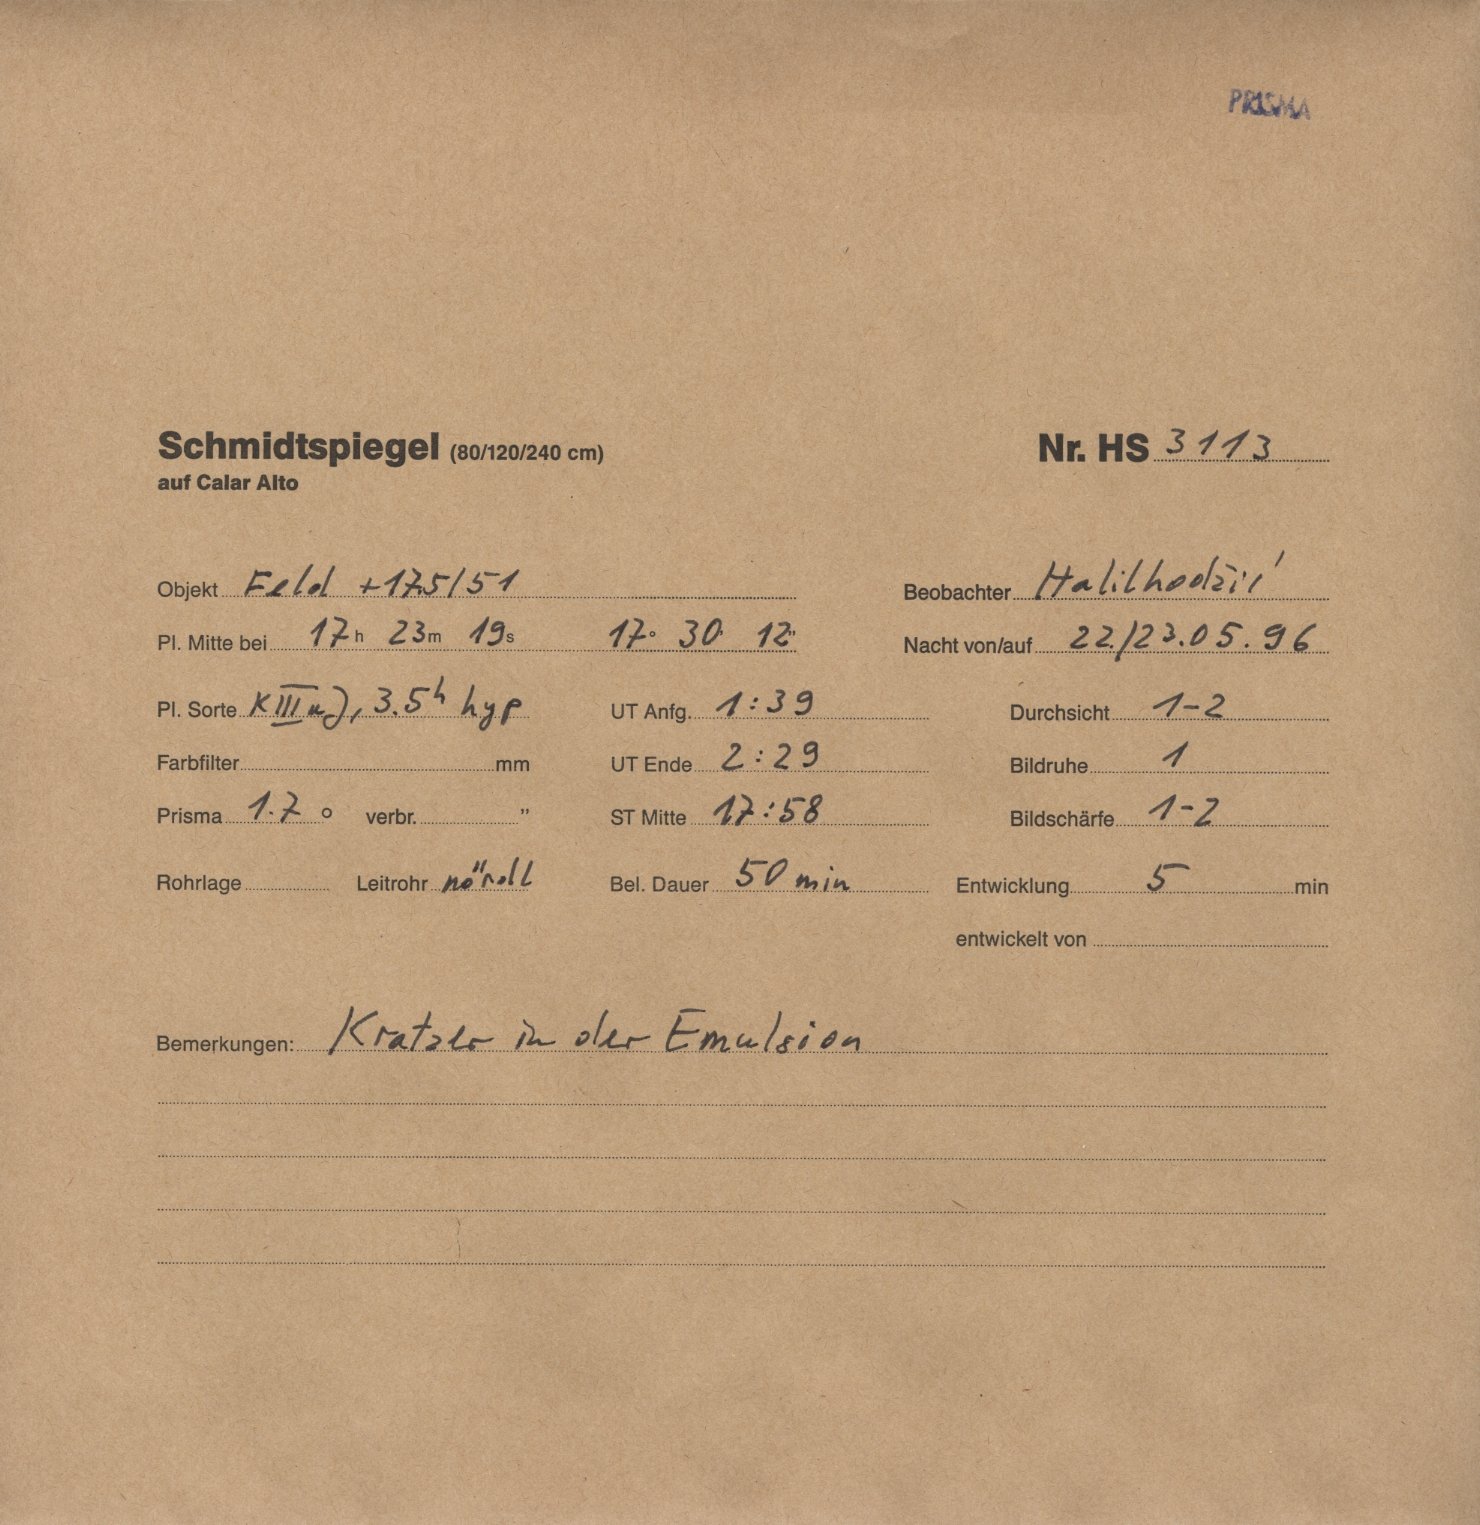 PRISMA
Schmidtspiegel (80/120/240 cm) Nr. HS 3113
auf Calar Alto
Objekt Feld +17.5/51 Beobachter Halilhodžić
Pl. Mitte bei 17h 23m 19s 17° 30' 12" Nacht von/auf 22./23.05.96
Pl. Sorte KIIIaJ, 3.5h hyp UT Anfg. 1:39 Durchsicht 1-2
Farbfilter mm UT Ende 2:29 Bildruhe 1
Prisma 1.7 ° verbr. " ST Mitte 17:58 Bildschärfe 1-2
Rohrlage Leitrohr nördl Bel. Dauer 50 min Entwicklung 5 min
entwickelt von
Bemerkungen: Kratzer in der Emulsion